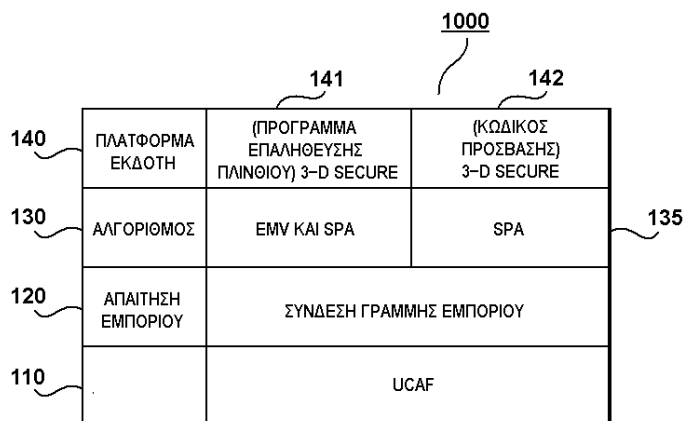 1000
141
142
140
ΠΛΑΤΦΟΡΜΑ
ΕΚΔΟΤΗ
(ΠΡΟΓΡΑΜΜΑ
ΕΠΑΛΗΘΕΥΣΗΣ
ΠΛΙΝΘΙΟΥ) 3-D SECURE
(ΚΩΔΙΚΟΣ
ΠΡΟΣΒΑΣΗΣ)
3-D SECURE
130
ΑΛΓΟΡΙΘΜΟΣ
EMV ΚΑΙ SPA
SPA
135
120
ΑΠΑΙΤΗΣΗ
ΕΜΠΟΡΙΟΥ
ΣΥΝΔΕΣΗ ΓΡΑΜΜΗΣ ΕΜΠΟΡΙΟΥ
110
UCAF